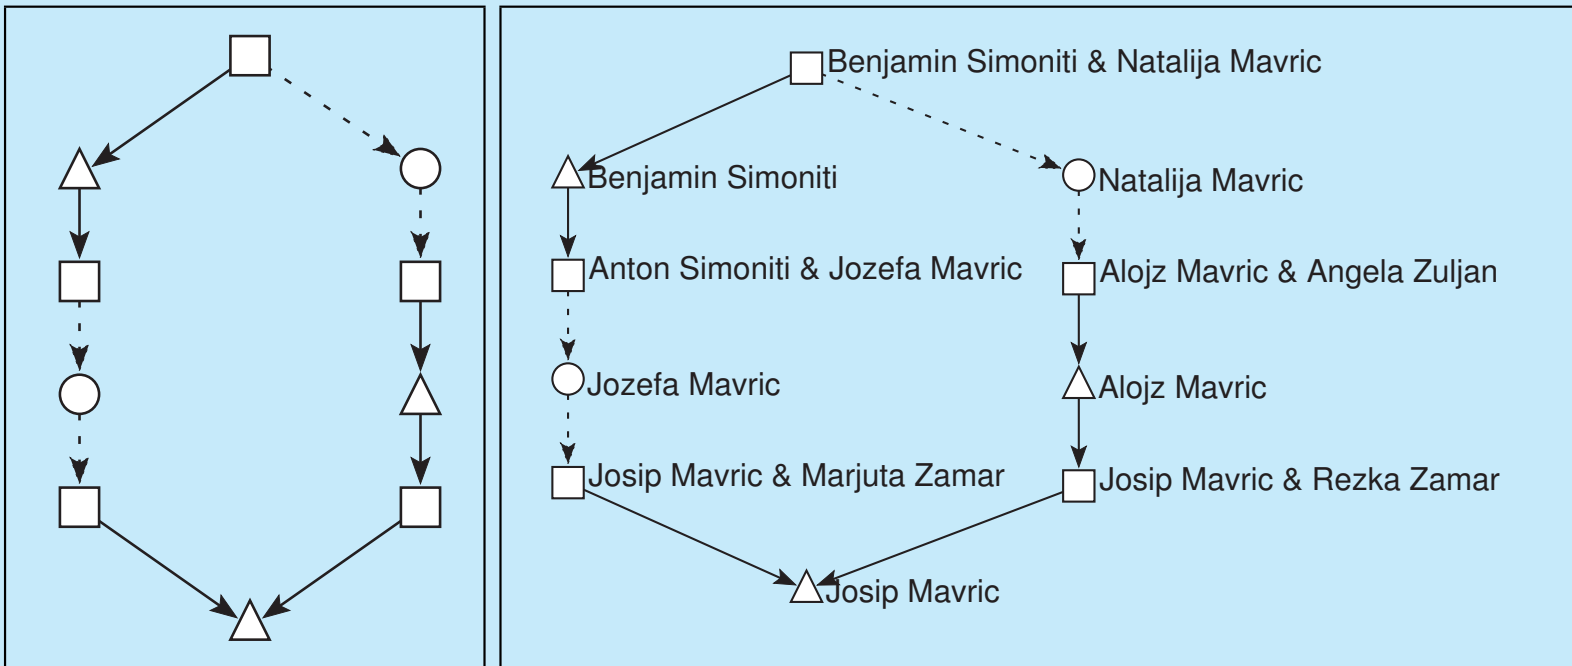 Benjamin Simoniti & Natalija Mavric
Benjamin Simoniti
Natalija Mavric
Anton Simoniti & Jozefa Mavric
Alojz Mavric & Angela Zuljan
Jozefa Mavric
Alojz Mavric
Josip Mavric & Marjuta Zamar
Josip Mavric & Rezka Zamar
Josip Mavric